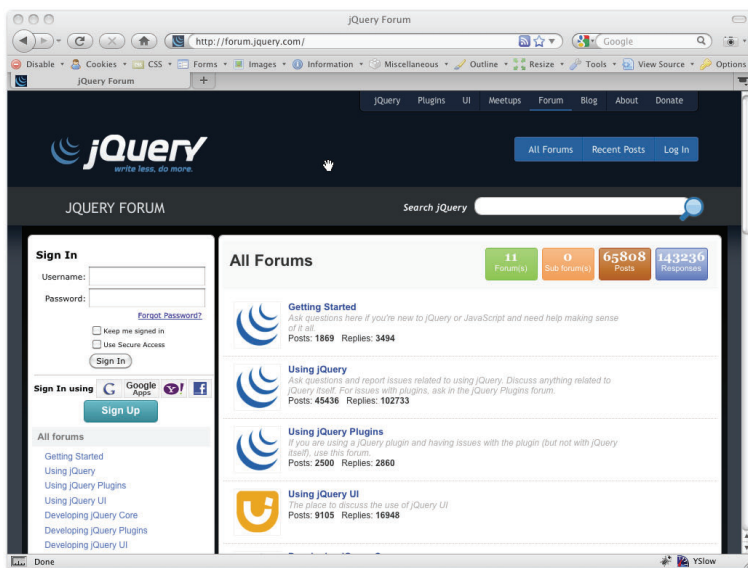 jQuery Forum
http://forum.jquery.com/
Google
Disable Cookies CSS Forms Images Information Miscellaneous Outline Resize Tools View Source Options
jQuery Forum +
jQuery Plugins UI Meetups Forum Blog About Donate
jQuery
write less, do more.
All Forums Recent Posts Log In
JQUERY FORUM
Search jQuery
Sign In
Username:
Password:
Forgot Password?
Keep me signed in
Use Secure Access
Sign In
Sign In using G Google Apps Y! f
Sign Up
All forums
Getting Started
Using jQuery
Using jQuery Plugins
Using jQuery UI
Developing jQuery Core
Developing jQuery Plugins
Developing jQuery UI
All Forums
11 Forum(s)
0 Sub forum(s)
65808 Posts
143236 Responses
Getting Started
Ask questions here if you're new to jQuery or JavaScript and need help making sense
of it all.
Posts: 1869 Replies: 3494
Using jQuery
Ask questions and report issues related to using jQuery. Discuss anything related to
jQuery itself. For issues with plugins, ask in the jQuery Plugins forum.
Posts: 45436 Replies: 102733
Using jQuery Plugins
If you are using a jQuery plugin and having issues with the plugin (but not with jQuery
itself), use this forum.
Posts: 2500 Replies: 2860
Using jQuery UI
The place to discuss the use of jQuery UI
Posts: 9105 Replies: 16948
Done
YSlow